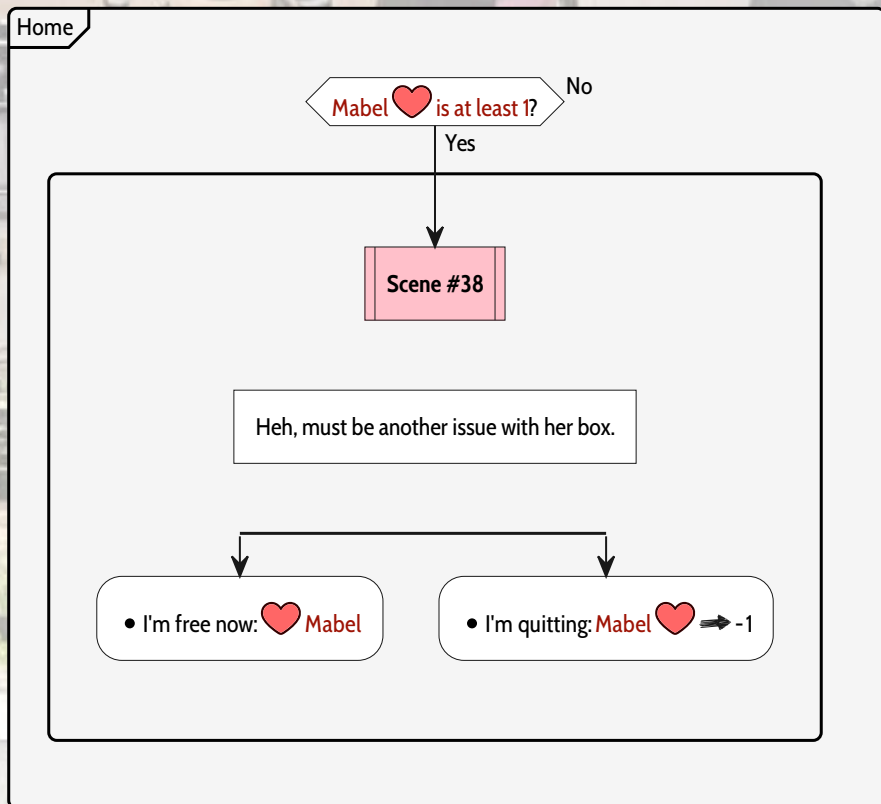 Home
Mabel is at least 1?
No
Yes
Scene #38
Heh, must be another issue with her box.
• I'm free now: Mabel
• I'm quitting: Mabel -1